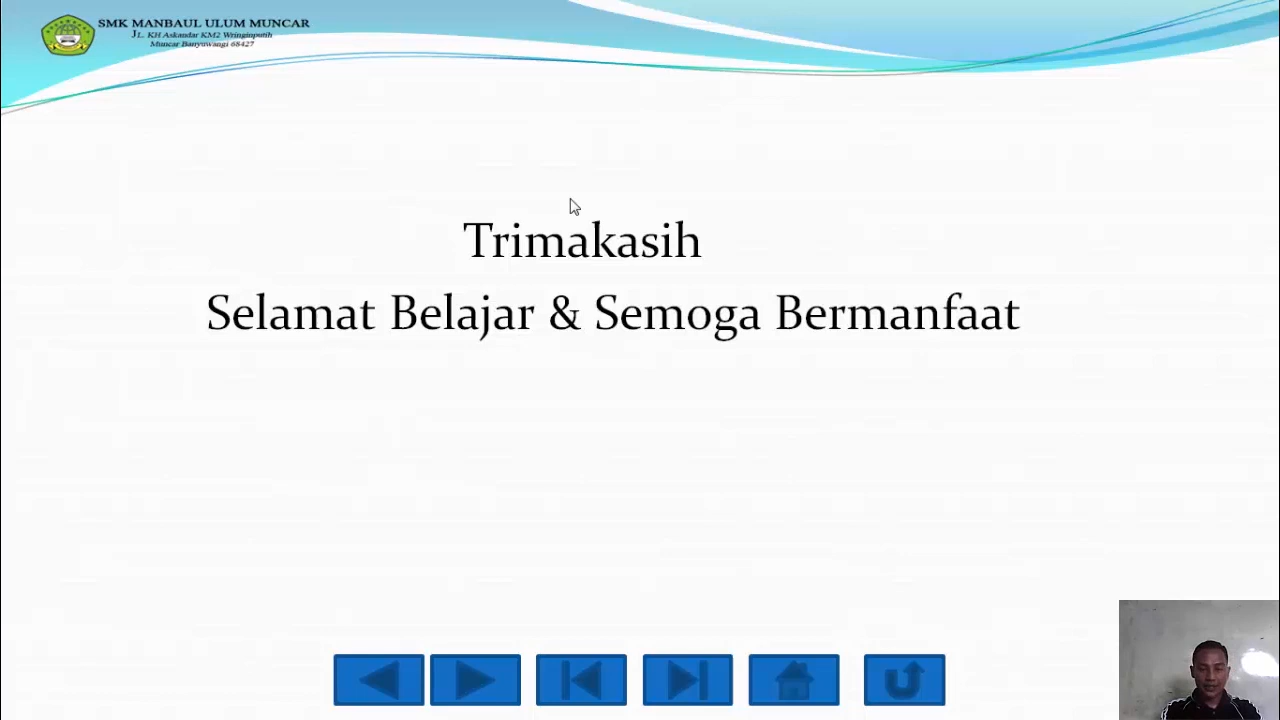 SMK MANBAUL ULUM MUNCAR
JL. KH Askandar KM2 Wringinputih
Muncar Banyuwangi 68427
Trimakasih
Selamat Belajar & Semoga Bermanfaat